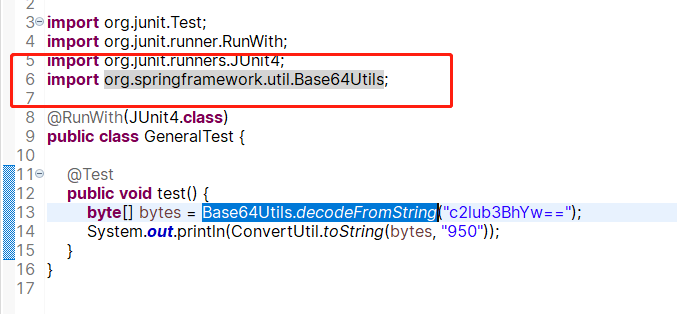 2
3 import org.junit.Test;
4 import org.junit.runner.RunWith;
5 import org.junit.runners.JUnit4;
6 import org.springframework.util.Base64Utils;
7
8 @RunWith(JUnit4.class)
9 public class GeneralTest {
10
11 @Test
12 public void test() {
13 byte[] bytes = Base64Utils.decodeFromString("c2lub3BhYw==");
14 System.out.println(ConvertUtil.toString(bytes, "950"));
15 }
16 }
17